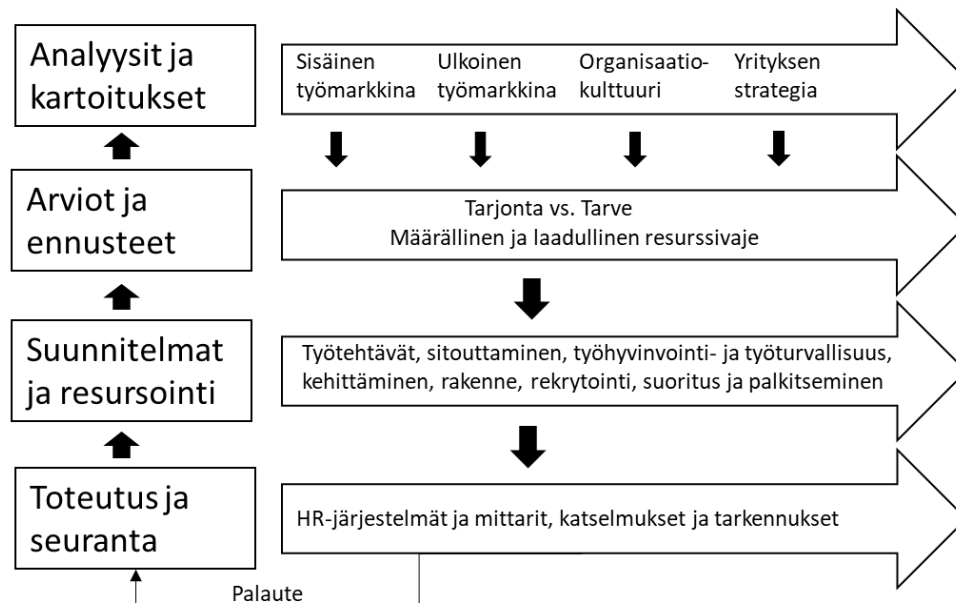 Analyysit ja
kartoitukset
Sisäinen
työmarkkina
Ulkoinen
työmarkkina
Organisaatio-
kulttuuri
Yrityksen
strategia
Arviot ja
ennusteet
Tarjonta vs. Tarve
Määrällinen ja laadullinen resurssivaje
Suunnitelmat
ja resursointi
Työtehtävät, sitouttaminen, työhyvinvointi- ja työturvallisuus,
kehittäminen, rakenne, rekrytointi, suoritus ja palkitseminen
Toteutus ja
seuranta
HR-järjestelmät ja mittarit, katselmukset ja tarkennukset
Palaute